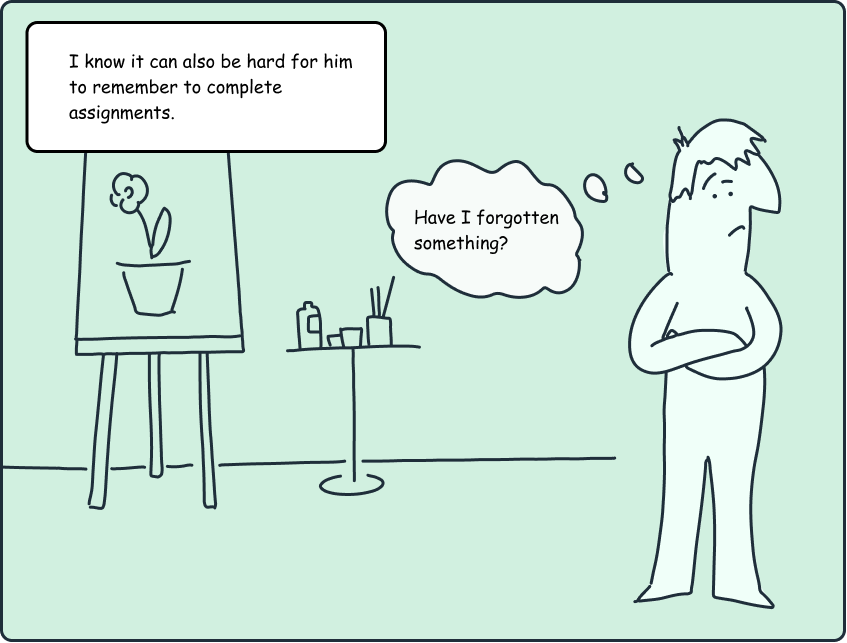 I know it can also be hard for him
to remember to complete
assignments.
Have I forgotten
something?